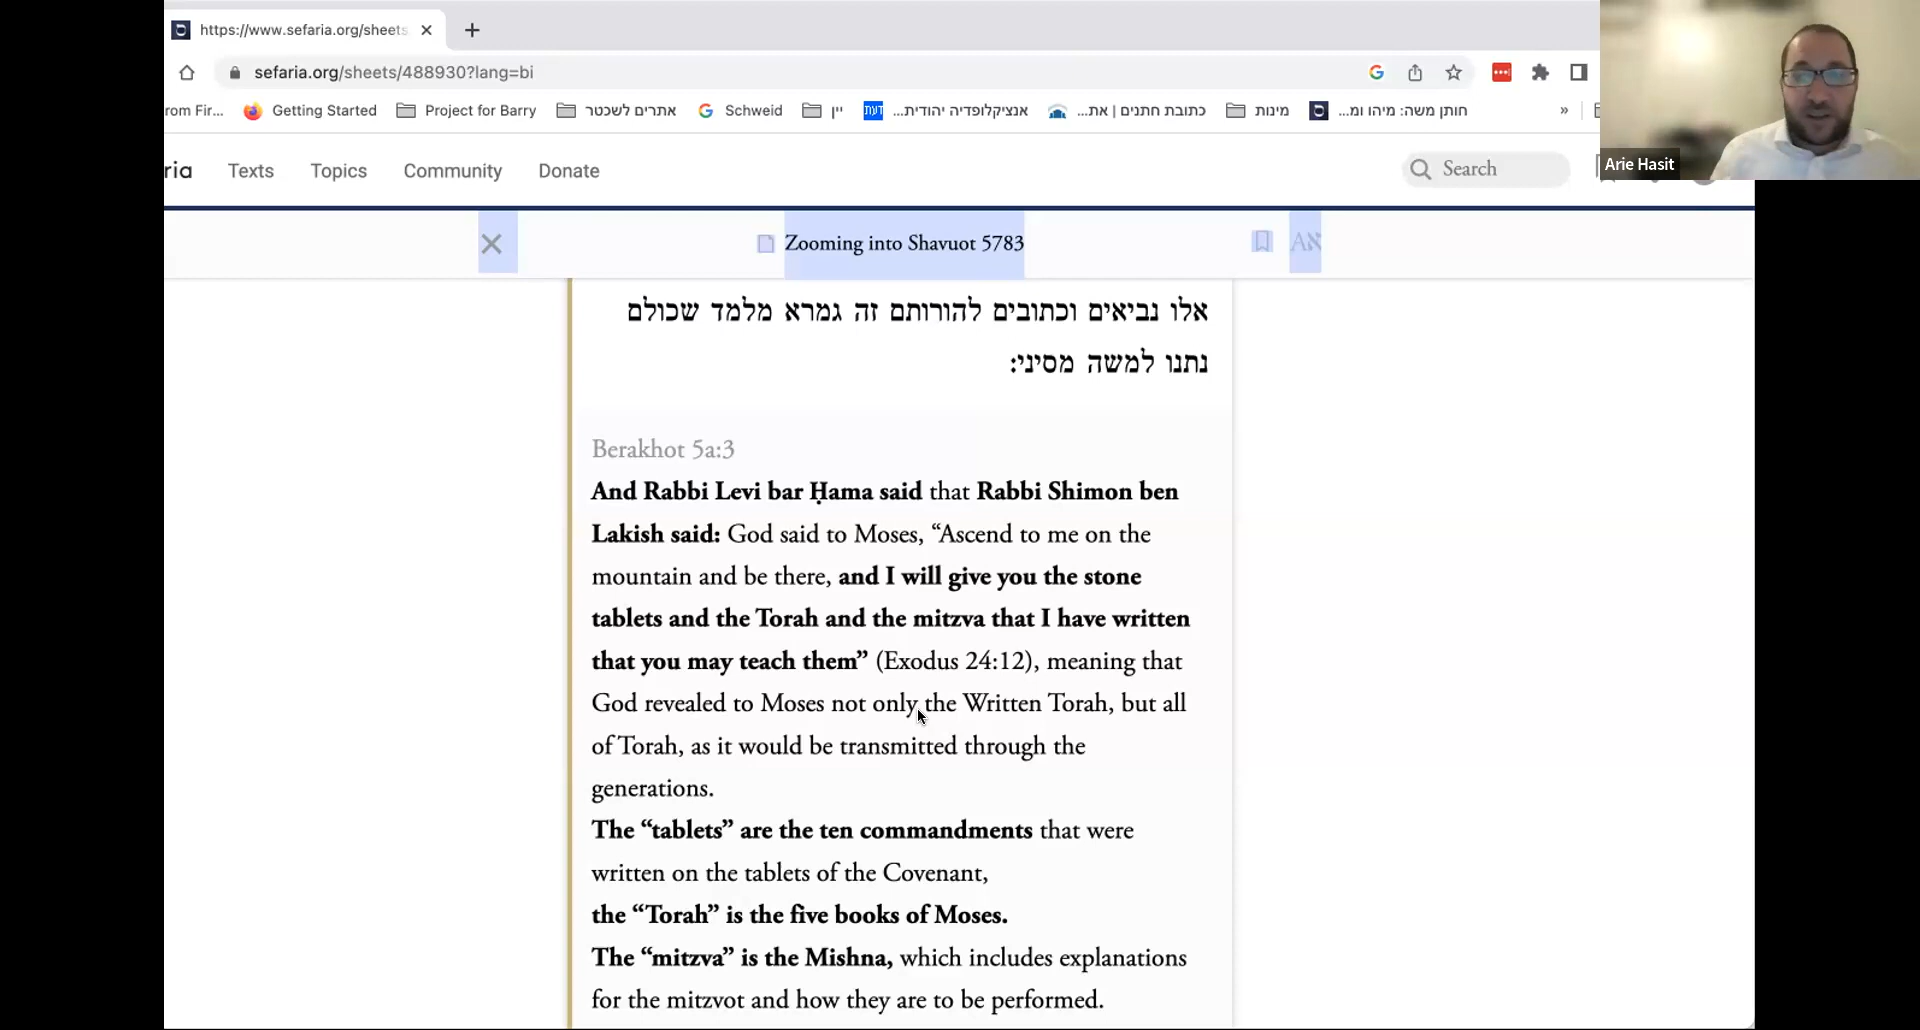 https://www.sefaria.org/sheets
sefaria.org/sheets/488930?lang=bi
rom Fir... Getting Started Project for Barry אתרים לשכטר Schweid יין דעת אנציקלופדיה יהודית... כתובת חתנים | את... מינות חותן משה: מיהו ומ... »
Arie Hasit
ria Texts Topics Community Donate Search
Zooming into Shavuot 5783 Aא
אלו נביאים וכתובים להורותם זה גמרא מלמד שכולם
נתנו למשה מסיני:
Berakhot 5a:3
And Rabbi Levi bar Ḥama said that Rabbi Shimon ben
Lakish said: God said to Moses, “Ascend to me on the
mountain and be there, and I will give you the stone
tablets and the Torah and the mitzva that I have written
that you may teach them” (Exodus 24:12), meaning that
God revealed to Moses not only the Written Torah, but all
of Torah, as it would be transmitted through the
generations.
The “tablets” are the ten commandments that were
written on the tablets of the Covenant,
the “Torah” is the five books of Moses.
The “mitzva” is the Mishna, which includes explanations
for the mitzvot and how they are to be performed.